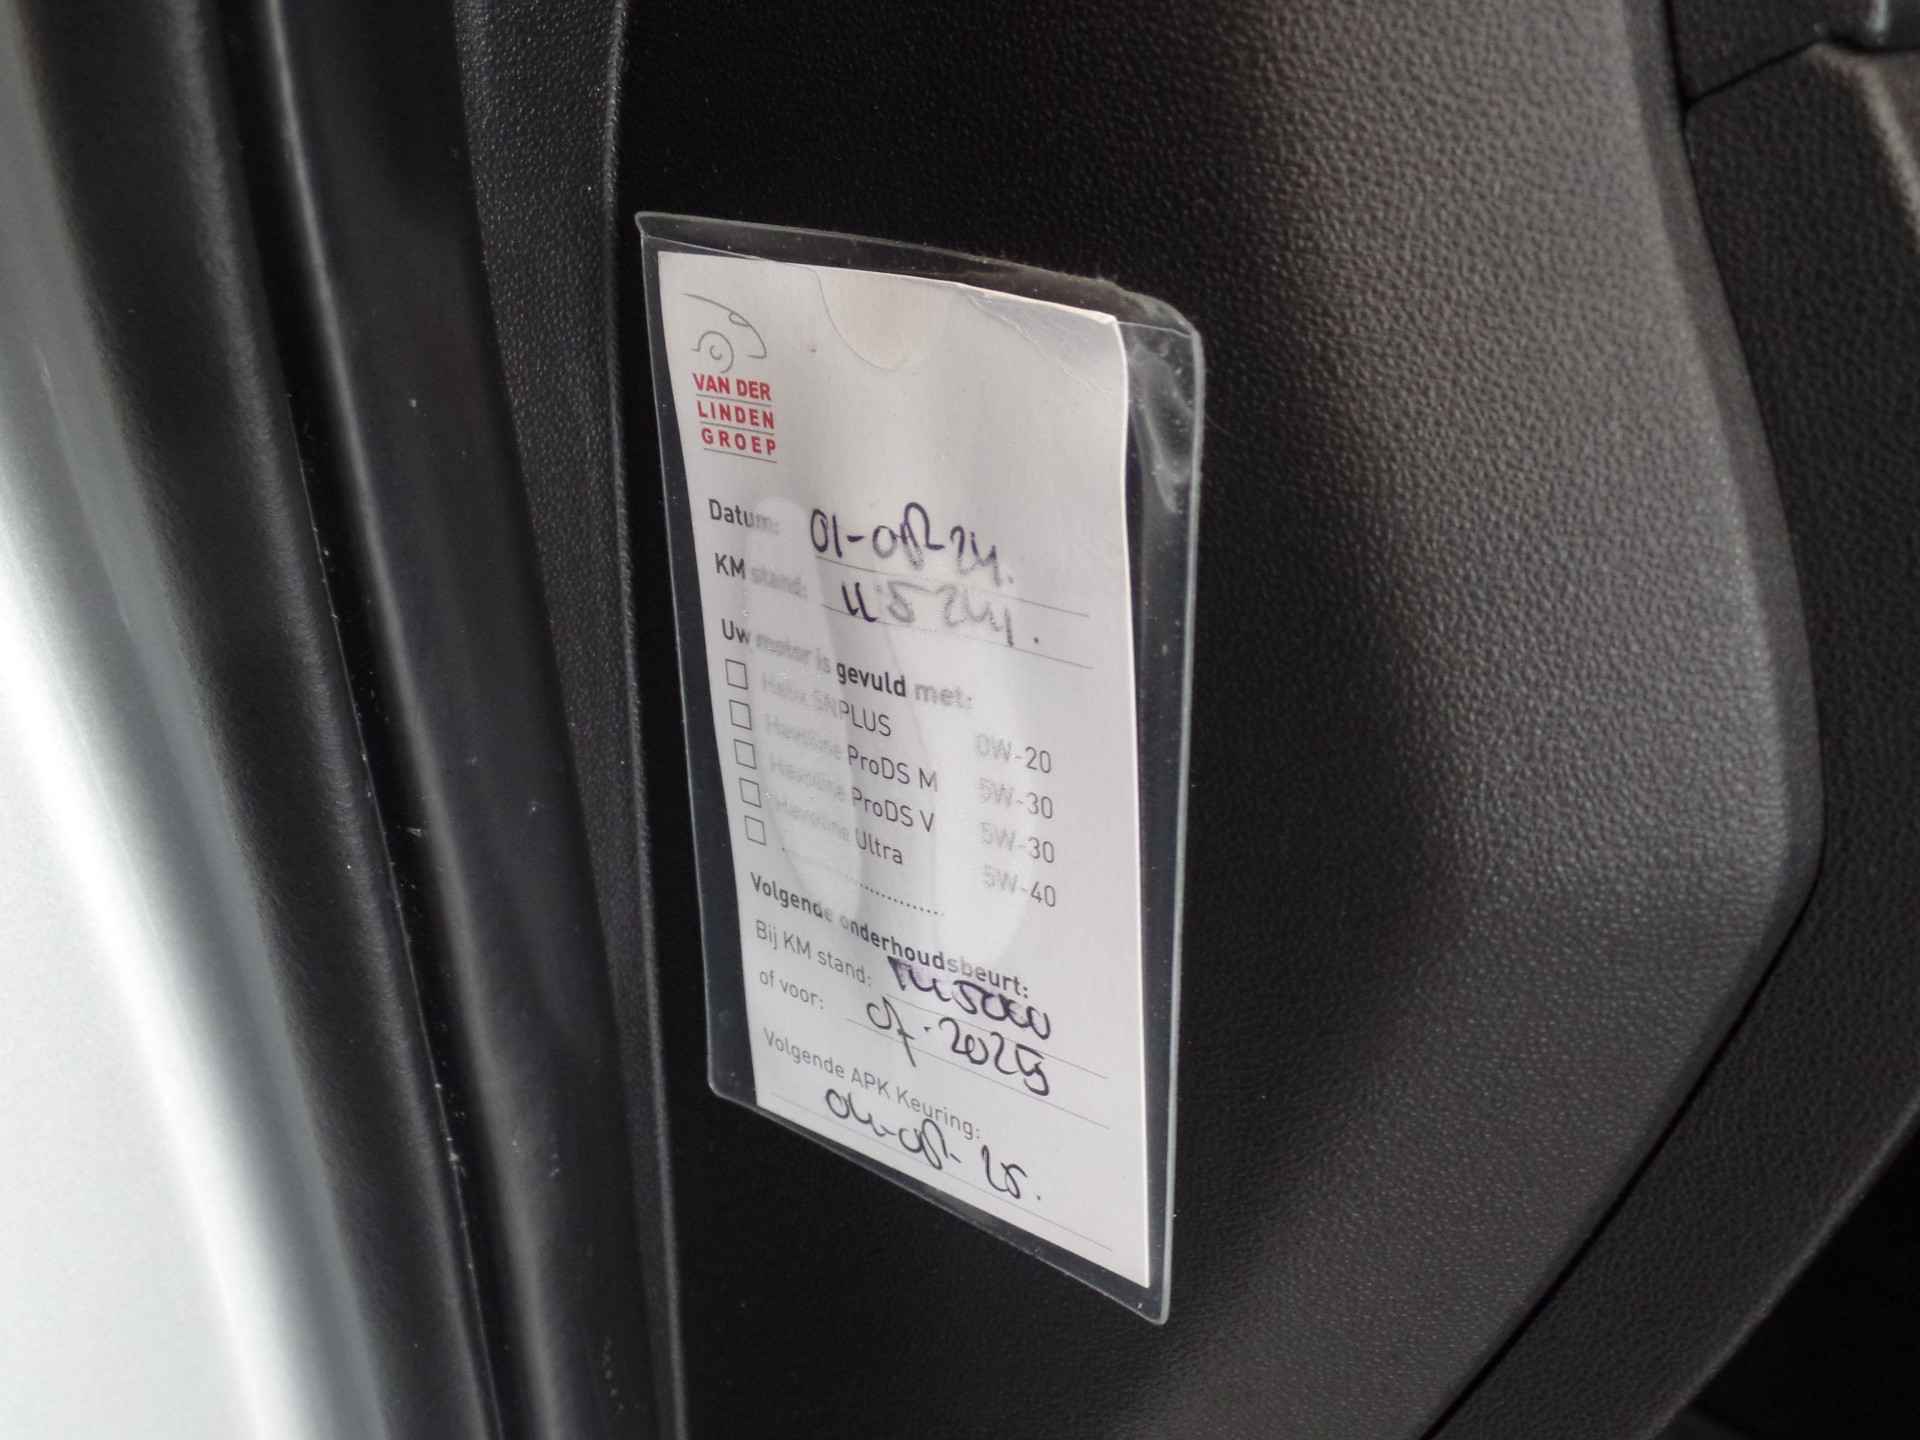 VAN DER
LINDEN
GROEP
Datum: 01-08-24.
KM stand: 115241.
Uw motor is gevuld met:
Helix SNPLUS 0W-20
Havoline ProDS M 5W-30
Havoline ProDS V 5W-30
Havoline Ultra 5W-40
Volgende onderhoudsbeurt:
Bij KM stand: 145000
of voor: 07-2025
Volgende APK Keuring:
04-08-25.